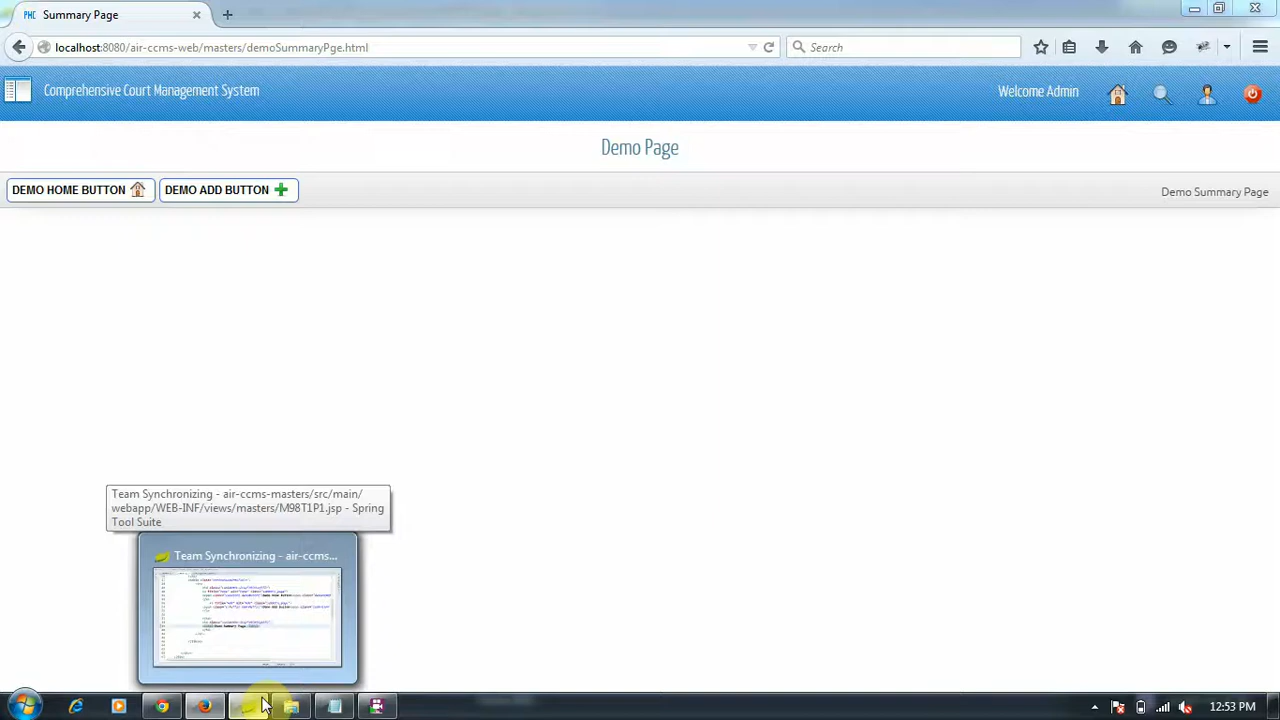 PHC Summary Page
localhost:8080/air-ccms-web/masters/demoSummaryPge.html
Search
Comprehensive Court Management System
Welcome Admin
Demo Page
DEMO HOME BUTTON
DEMO ADD BUTTON
Demo Summary Page
Team Synchronizing - air-ccms-masters/src/main/
webapp/WEB-INF/views/masters/M98T1P1.jsp - Spring
Tool Suite
Team Synchronizing - air-ccms...
12:53 PM